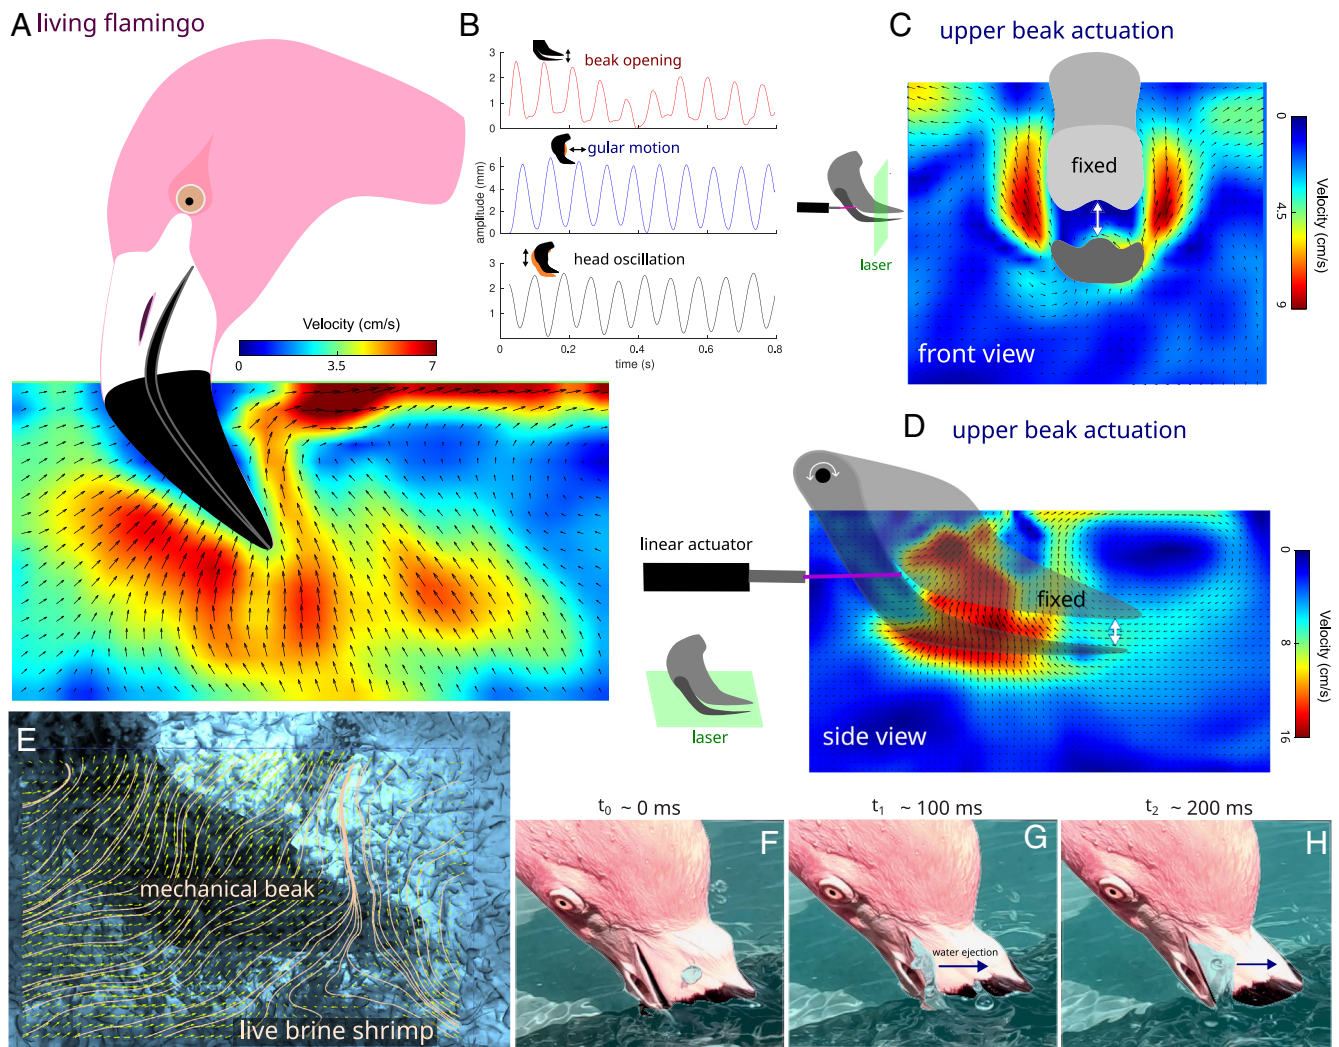 A living flamingo
Velocity (cm/s)
0 3.5 7
B
3
2
1
0
beak opening
amplitude (mm)
6
4
2
0
gular motion
3
2
1
head oscillation
0 0.2 0.4 0.6 0.8
time (s)
C upper beak actuation
fixed
laser
front view
0
4.5
9
Velocity (cm/s)
D upper beak actuation
linear actuator
fixed
laser
side view
0
8
16
Velocity (cm/s)
E
mechanical beak
live brine shrimp
t0 ~ 0 ms
F
t1 ~100 ms
G
water ejection
t2 ~ 200 ms
H